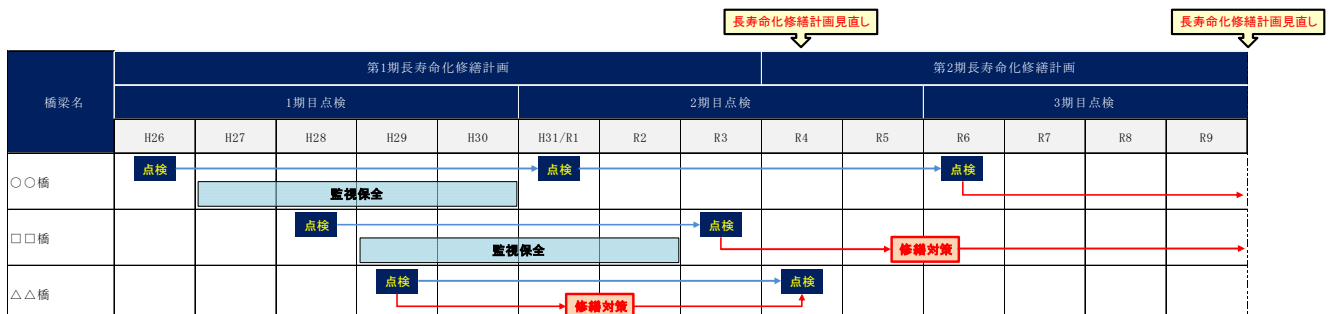 長寿命化修繕計画見直し
長寿命化修繕計画見直し
橋梁名
第1期長寿命化修繕計画
第2期長寿命化修繕計画
1期目点検
2期目点検
3期目点検
H26
H27
H28
H29
H30
H31/R1
R2
R3
R4
R5
R6
R7
R8
R9
○○橋
点検
点検
点検
監視保全
□□橋
点検
点検
監視保全
修繕対策
△△橋
点検
点検
修繕対策